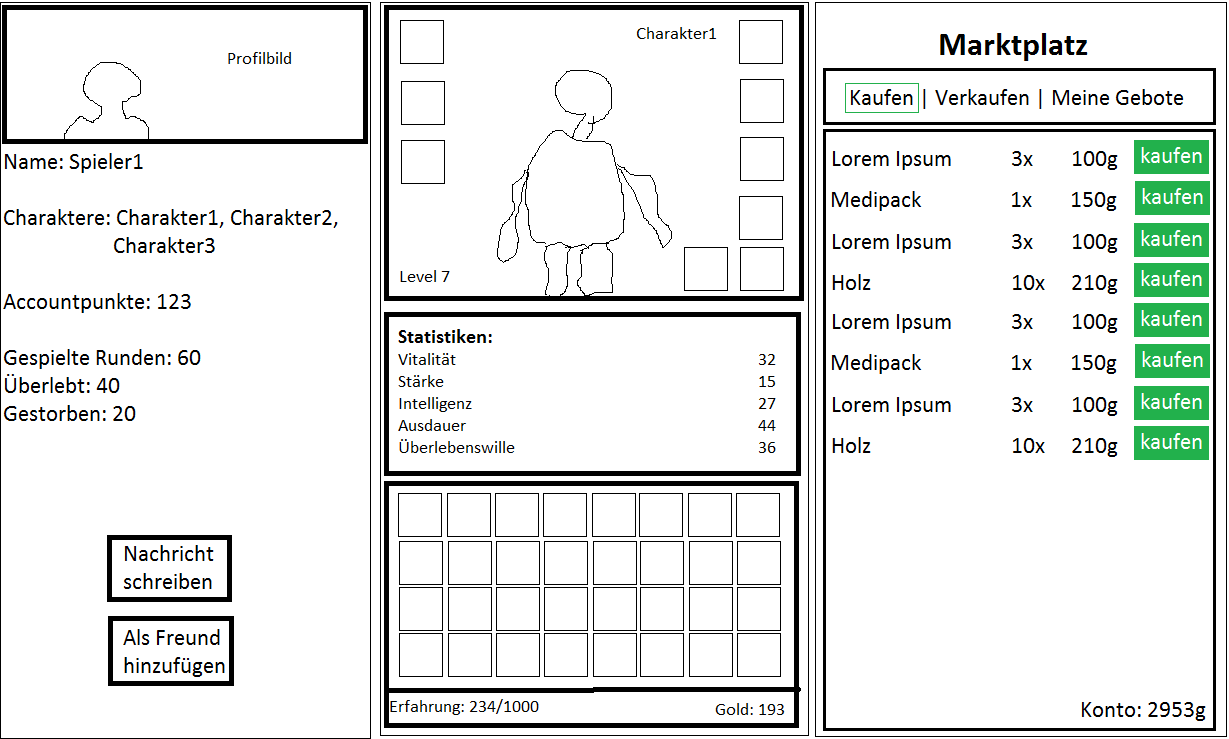 Profilbild
Name: Spieler1
Charaktere: Charakter1, Charakter2,
Charakter3
Accountpunkte: 123
Gespielte Runden: 60
Überlebt: 40
Gestorben: 20
Nachricht
schreiben
Als Freund
hinzufügen
Charakter1
Level 7
Statistiken:
Vitalität 32
Stärke 15
Intelligenz 27
Ausdauer 44
Überlebenswille 36
Erfahrung: 234/1000
Gold: 193
Marktplatz
Kaufen | Verkaufen | Meine Gebote
Lorem Ipsum 3x 100g kaufen
Medipack 1x 150g kaufen
Lorem Ipsum 3x 100g kaufen
Holz 10x 210g kaufen
Lorem Ipsum 3x 100g kaufen
Medipack 1x 150g kaufen
Lorem Ipsum 3x 100g kaufen
Holz 10x 210g kaufen
Konto: 2953g